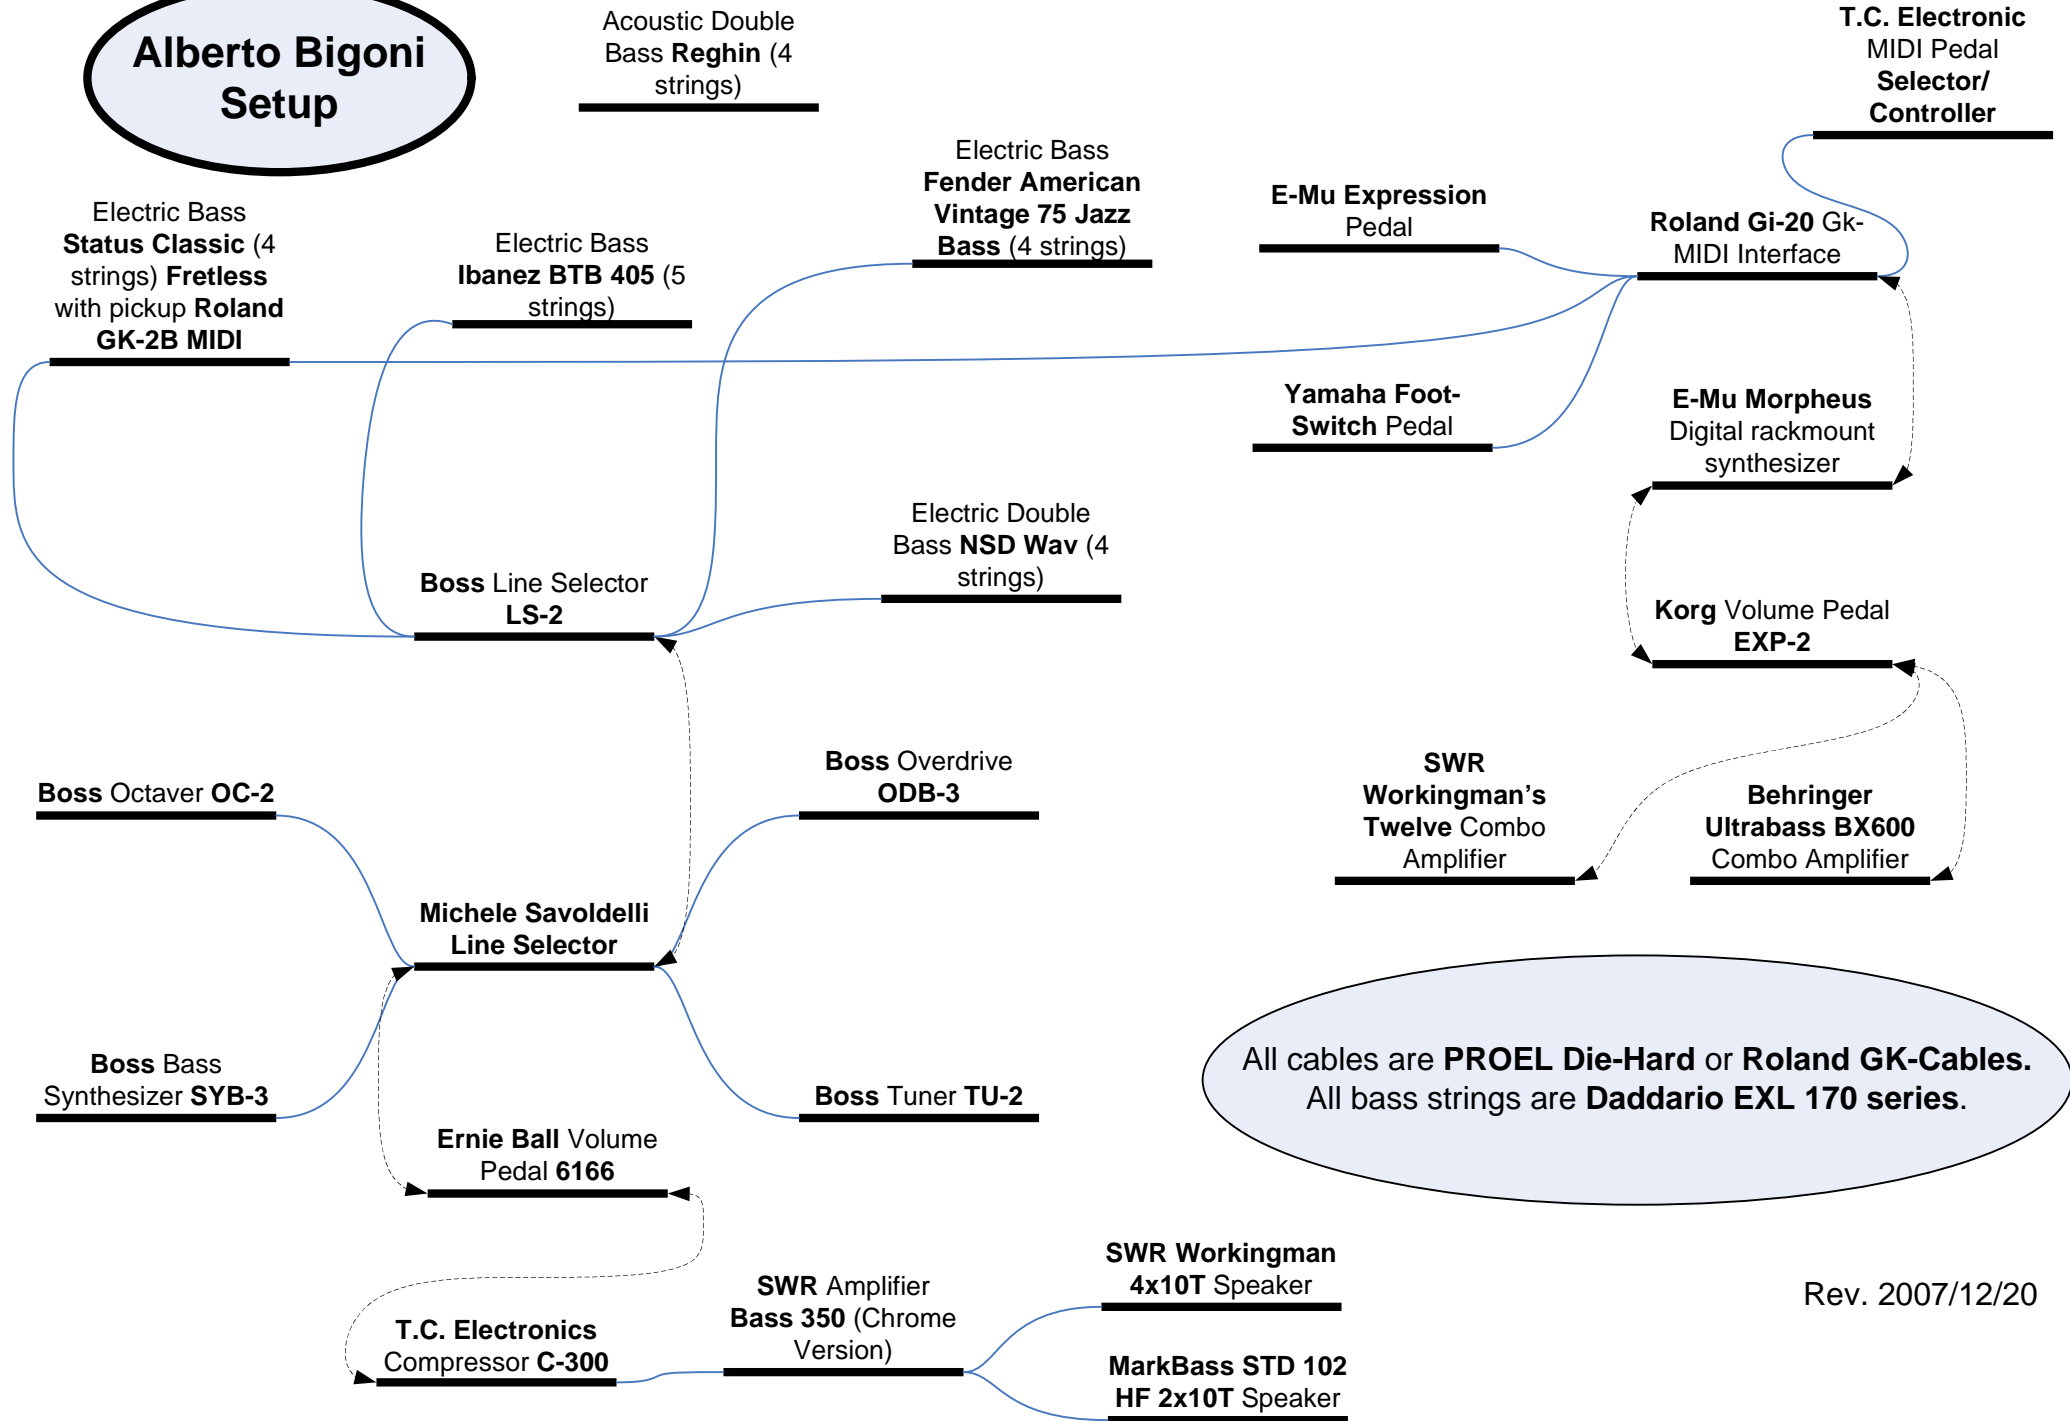 Alberto Bigoni
Setup
Acoustic Double
Bass Reghin (4
strings)
T.C. Electronic
MIDI Pedal
Selector/
Controller
Electric Bass
Fender American
Vintage 75 Jazz
Bass (4 strings)
E-Mu Expression
Pedal
Roland Gi-20 Gk-
MIDI Interface
Electric Bass
Status Classic (4
strings) Fretless
with pickup Roland
GK-2B MIDI
Electric Bass
Ibanez BTB 405 (5
strings)
Yamaha Foot-
Switch Pedal
E-Mu Morpheus
Digital rackmount
synthesizer
Electric Double
Bass NSD Wav (4
strings)
Boss Line Selector
LS-2
Korg Volume Pedal
EXP-2
Boss Octaver OC-2
Boss Overdrive
ODB-3
SWR
Workingman’s
Twelve Combo
Amplifier
Behringer
Ultrabass BX600
Combo Amplifier
Michele Savoldelli
Line Selector
Boss Bass
Synthesizer SYB-3
Boss Tuner TU-2
All cables are PROEL Die-Hard or Roland GK-Cables.
All bass strings are Daddario EXL 170 series.
Ernie Ball Volume
Pedal 6166
T.C. Electronics
Compressor C-300
SWR Amplifier
Bass 350 (Chrome
Version)
SWR Workingman
4x10T Speaker
MarkBass STD 102
HF 2x10T Speaker
Rev. 2007/12/20